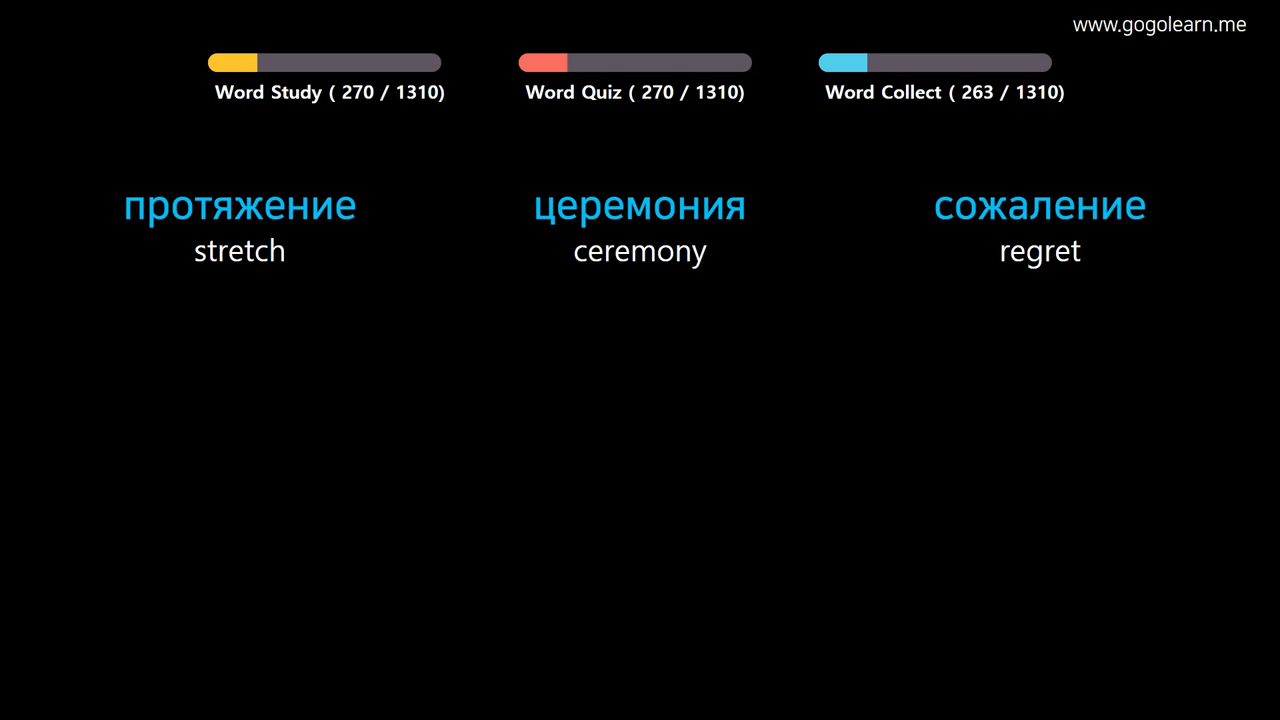 www.gogolearn.me
Word Study ( 270 / 1310)
Word Quiz ( 270 / 1310)
Word Collect ( 263 / 1310)
протяжение
stretch
церемония
ceremony
сожаление
regret